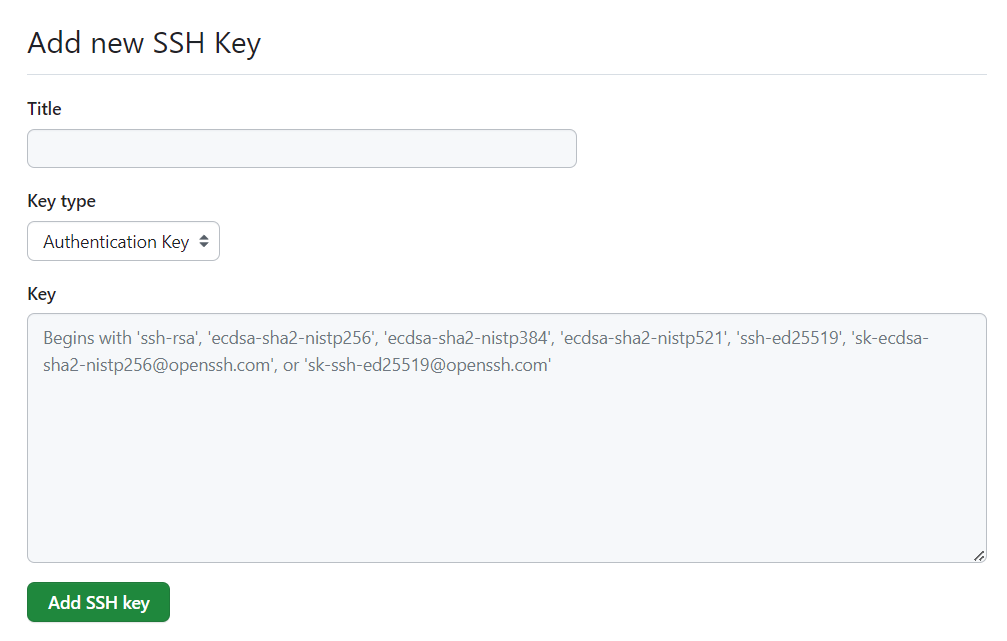 Add new SSH Key
Title
Key type
Authentication Key
Key
Begins with 'ssh-rsa', 'ecdsa-sha2-nistp256', 'ecdsa-sha2-nistp384', 'ecdsa-sha2-nistp521', 'ssh-ed25519', 'sk-ecdsa-
sha2-nistp256@openssh.com', or 'sk-ssh-ed25519@openssh.com'
Add SSH key